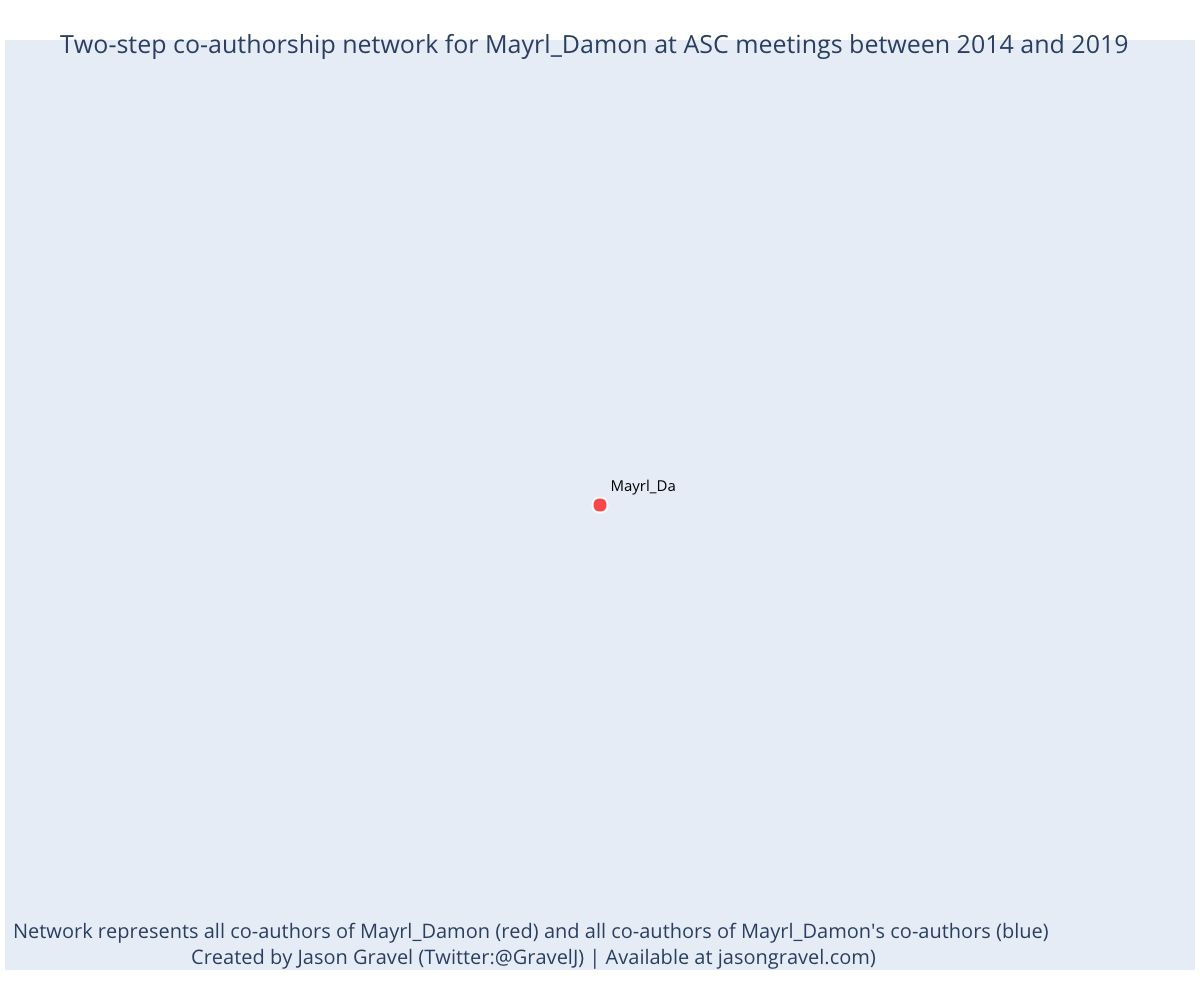 Two-step co-authorship network for Mayrl_Damon at ASC meetings between 2014 and 2019
Mayrl_Da
Network represents all co-authors of Mayrl_Damon (red) and all co-authors of Mayrl_Damon's co-authors (blue)
Created by Jason Gravel (Twitter:@GravelJ) | Available at jasongravel.com)